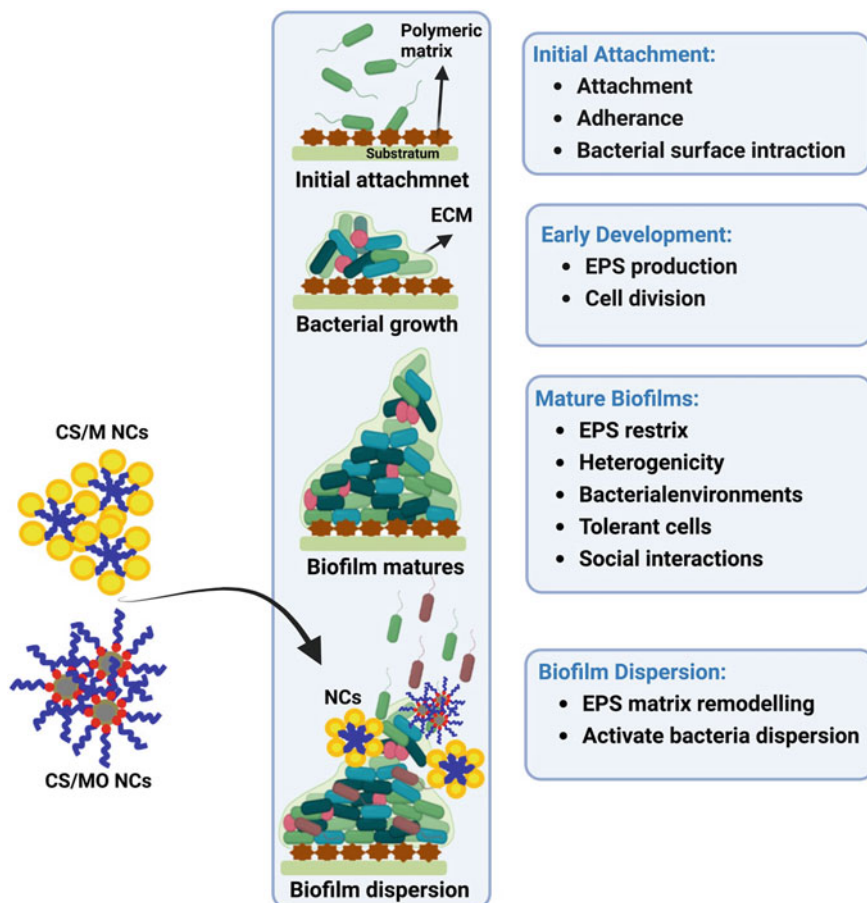 Polymeric
matrix
Substratum
Initial attachmnet
Initial Attachment:
• Attachment
• Adherance
• Bacterial surface intraction
ECM
Bacterial growth
Early Development:
• EPS production
• Cell division
Biofilm matures
Mature Biofilms:
• EPS restrix
• Heterogenicity
• Bacterialenvironments
• Tolerant cells
• Social interactions
CS/M NCs
CS/MO NCs
NCs
Biofilm dispersion
Biofilm Dispersion:
• EPS matrix remodelling
• Activate bacteria dispersion